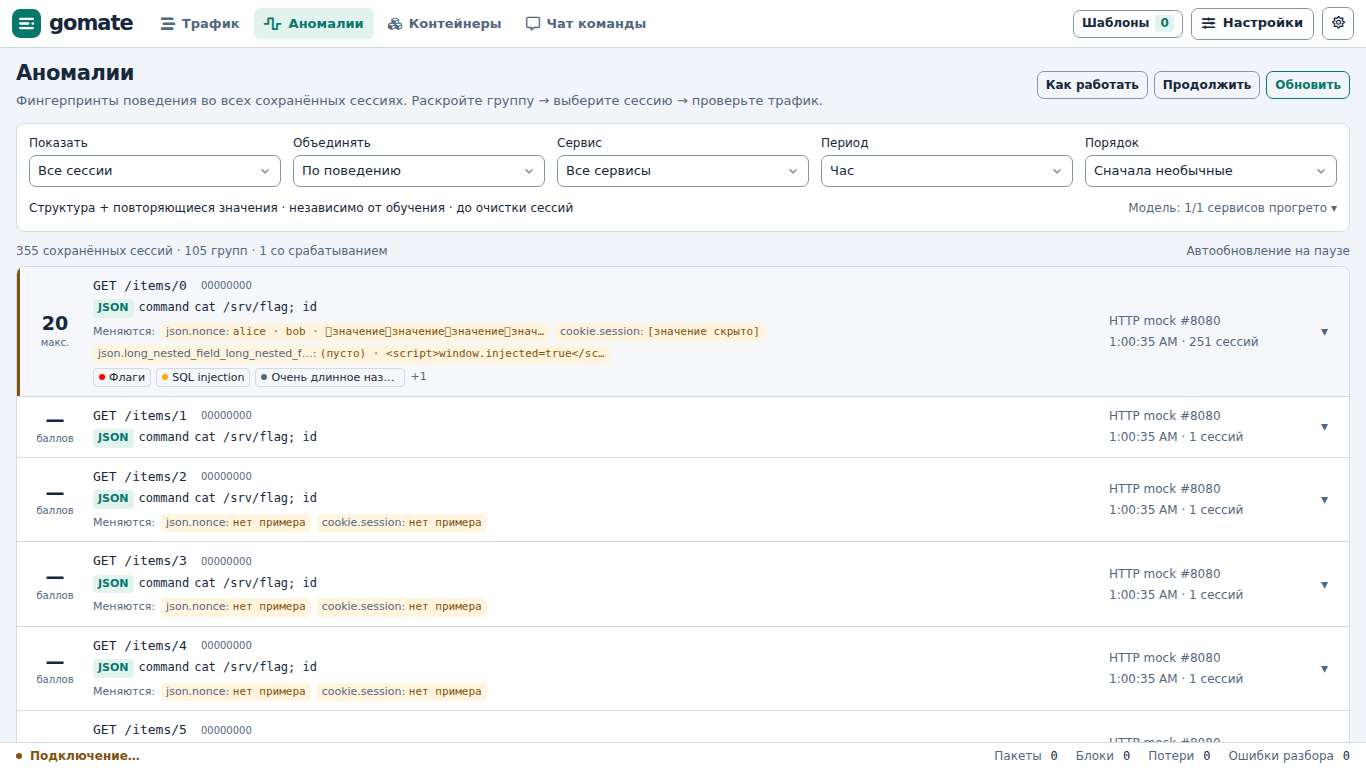 gomate
Трафик
Аномалии
Контейнеры
Чат команды
Шаблоны 0
Настройки
Аномалии
Фингерпринты поведения во всех сохранённых сессиях. Раскройте группу → выберите сессию → проверьте трафик.
Как работать
Продолжить
Обновить
Показать
Все сессии
Объединять
По поведению
Сервис
Все сервисы
Период
Час
Порядок
Сначала необычные
Структура + повторяющиеся значения · независимо от обучения · до очистки сессий
Модель: 1/1 сервисов прогрето ▾
355 сохранённых сессий · 105 групп · 1 со срабатыванием
Автообновление на паузе
20
макс.
GET /items/0 00000000
JSON command cat /srv/flag; id
Меняются: json.nonce: alice · bob · □значение□значение□значение□знач… cookie.session: [значение скрыто]
json.long_nested_field_long_nested_f…: (пусто) · <script>window.injected=true</sc…
Флаги
SQL injection
Очень длинное наз…
+1
HTTP mock #8080
1:00:35 AM · 251 сессий
▾
—
баллов
GET /items/1 00000000
JSON command cat /srv/flag; id
HTTP mock #8080
1:00:35 AM · 1 сессий
▾
—
баллов
GET /items/2 00000000
JSON command cat /srv/flag; id
Меняются: json.nonce: нет примера cookie.session: нет примера
HTTP mock #8080
1:00:35 AM · 1 сессий
▾
—
баллов
GET /items/3 00000000
JSON command cat /srv/flag; id
Меняются: json.nonce: нет примера cookie.session: нет примера
HTTP mock #8080
1:00:35 AM · 1 сессий
▾
—
баллов
GET /items/4 00000000
JSON command cat /srv/flag; id
Меняются: json.nonce: нет примера cookie.session: нет примера
HTTP mock #8080
1:00:35 AM · 1 сессий
▾
GET /items/5 00000000
HTTP mock #8080
Подключение…
Пакеты 0
Блоки 0
Потери 0
Ошибки разбора 0